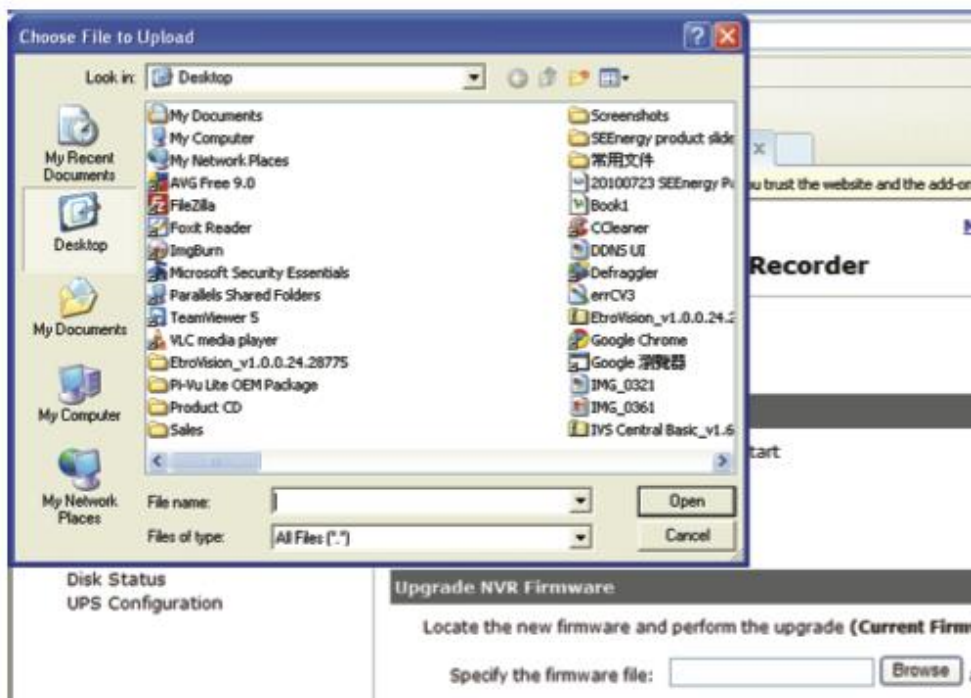 Choose File to Upload
Look in: Desktop
My Recent Documents
Desktop
My Documents
My Computer
My Network Places
My Documents
My Computer
My Network Places
AVG Free 9.0
FileZilla
Foxit Reader
ImgBurn
Microsoft Security Essentials
Parallels Shared Folders
TeamViewer 5
VLC media player
EtroVision_v1.0.0.24.28775
Pi-Vu Lite OEM Package
Product CD
Sales
Screenshots
SEEnergy product slide
常用文件
20100723 SEEnergy
Book1
CCleaner
DDNS UI
Defraggler
errCV3
EtroVision_v1.0.0.24.2
Google Chrome
Google 瀏覽器
IMG_0321
IMG_0361
IVS Central Basic_v1.6
File name:
Open
Files of type: All Files (*.*)
Cancel
x
you trust the website and the add-on
Recorder
tart
Disk Status
UPS Configuration
Upgrade NVR Firmware
Locate the new firmware and perform the upgrade (Current Firm
Specify the firmware file: Browse